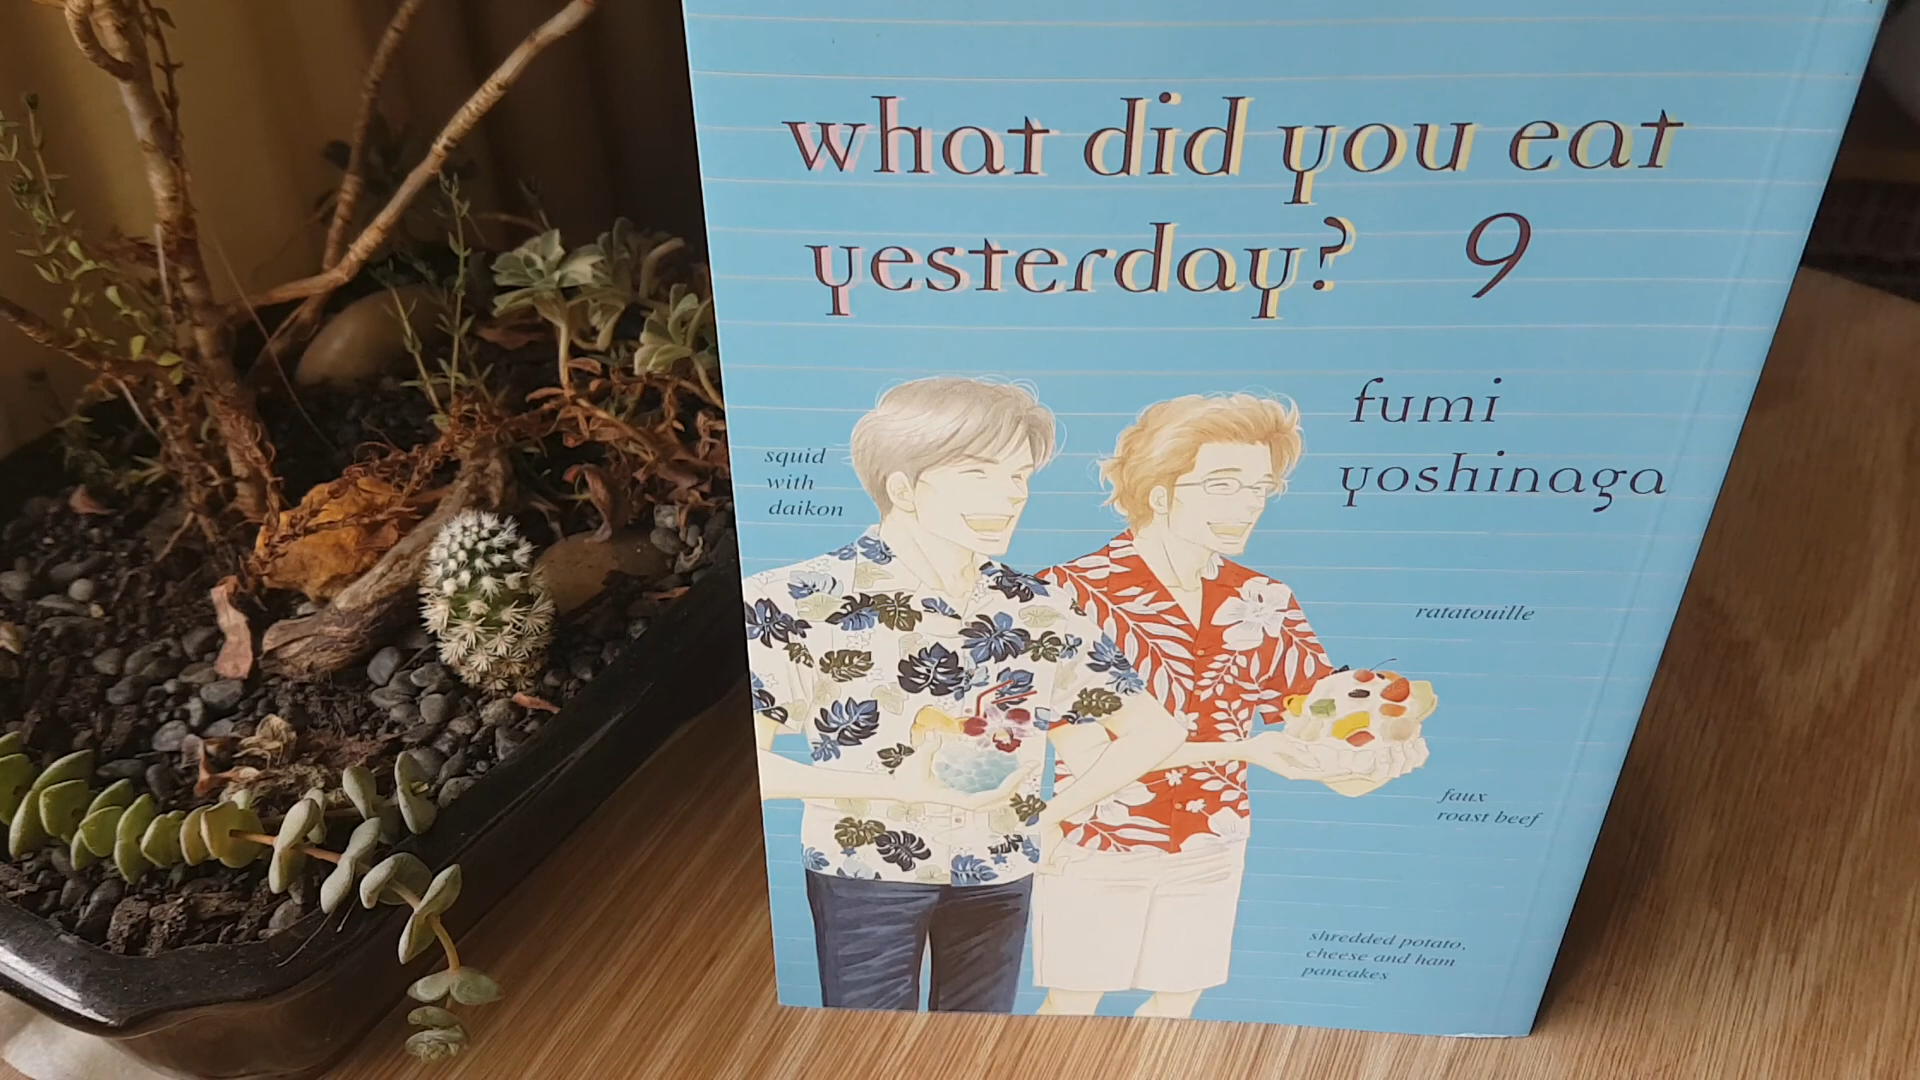 what did you eat
yesterday? 9
fumi
yoshinaga
squid
with
daikon
ratatouille
faux
roast beef
shredded potato,
cheese and ham
pancakes